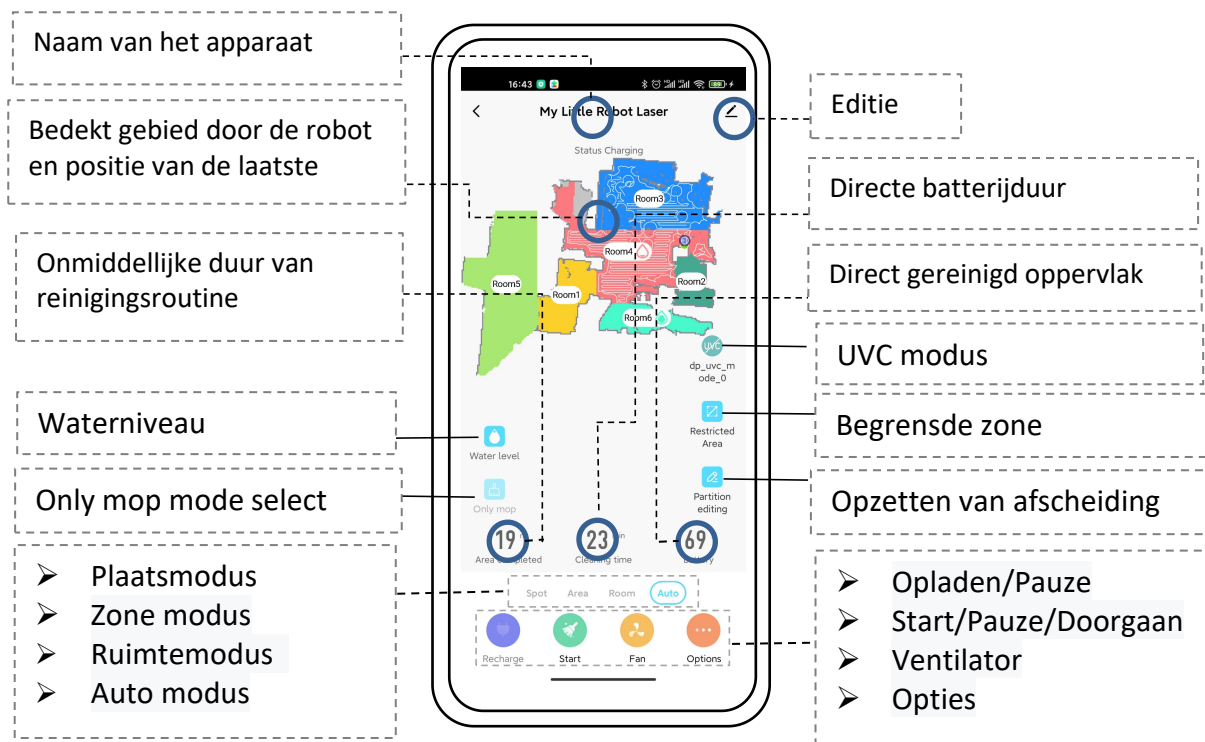 Naam van het apparaat
Bedekt gebied door de robot
en positie van de laatste
Onmiddellijke duur van
reinigingsroutine
Waterniveau
Only mop mode select
➢ Plaatsmodus
➢ Zone modus
➢ Ruimtemodus
➢ Auto modus
16:43
My Little Robot Laser
Status Charging
Room3
Room4
Room5
Room1
Room2
Room6
UVC
dp_uvc_m
ode_0
Restricted
Area
Water level
Partition
editing
Only mop
19
23
69
Area completed
Cleaning time
Battery
Spot Area Room Auto
Recharge Start Fan Options
Editie
Directe batterijduur
Direct gereinigd oppervlak
UVC modus
Begrensde zone
Opzetten van afscheiding
➢ Opladen/Pauze
➢ Start/Pauze/Doorgaan
➢ Ventilator
➢ Opties